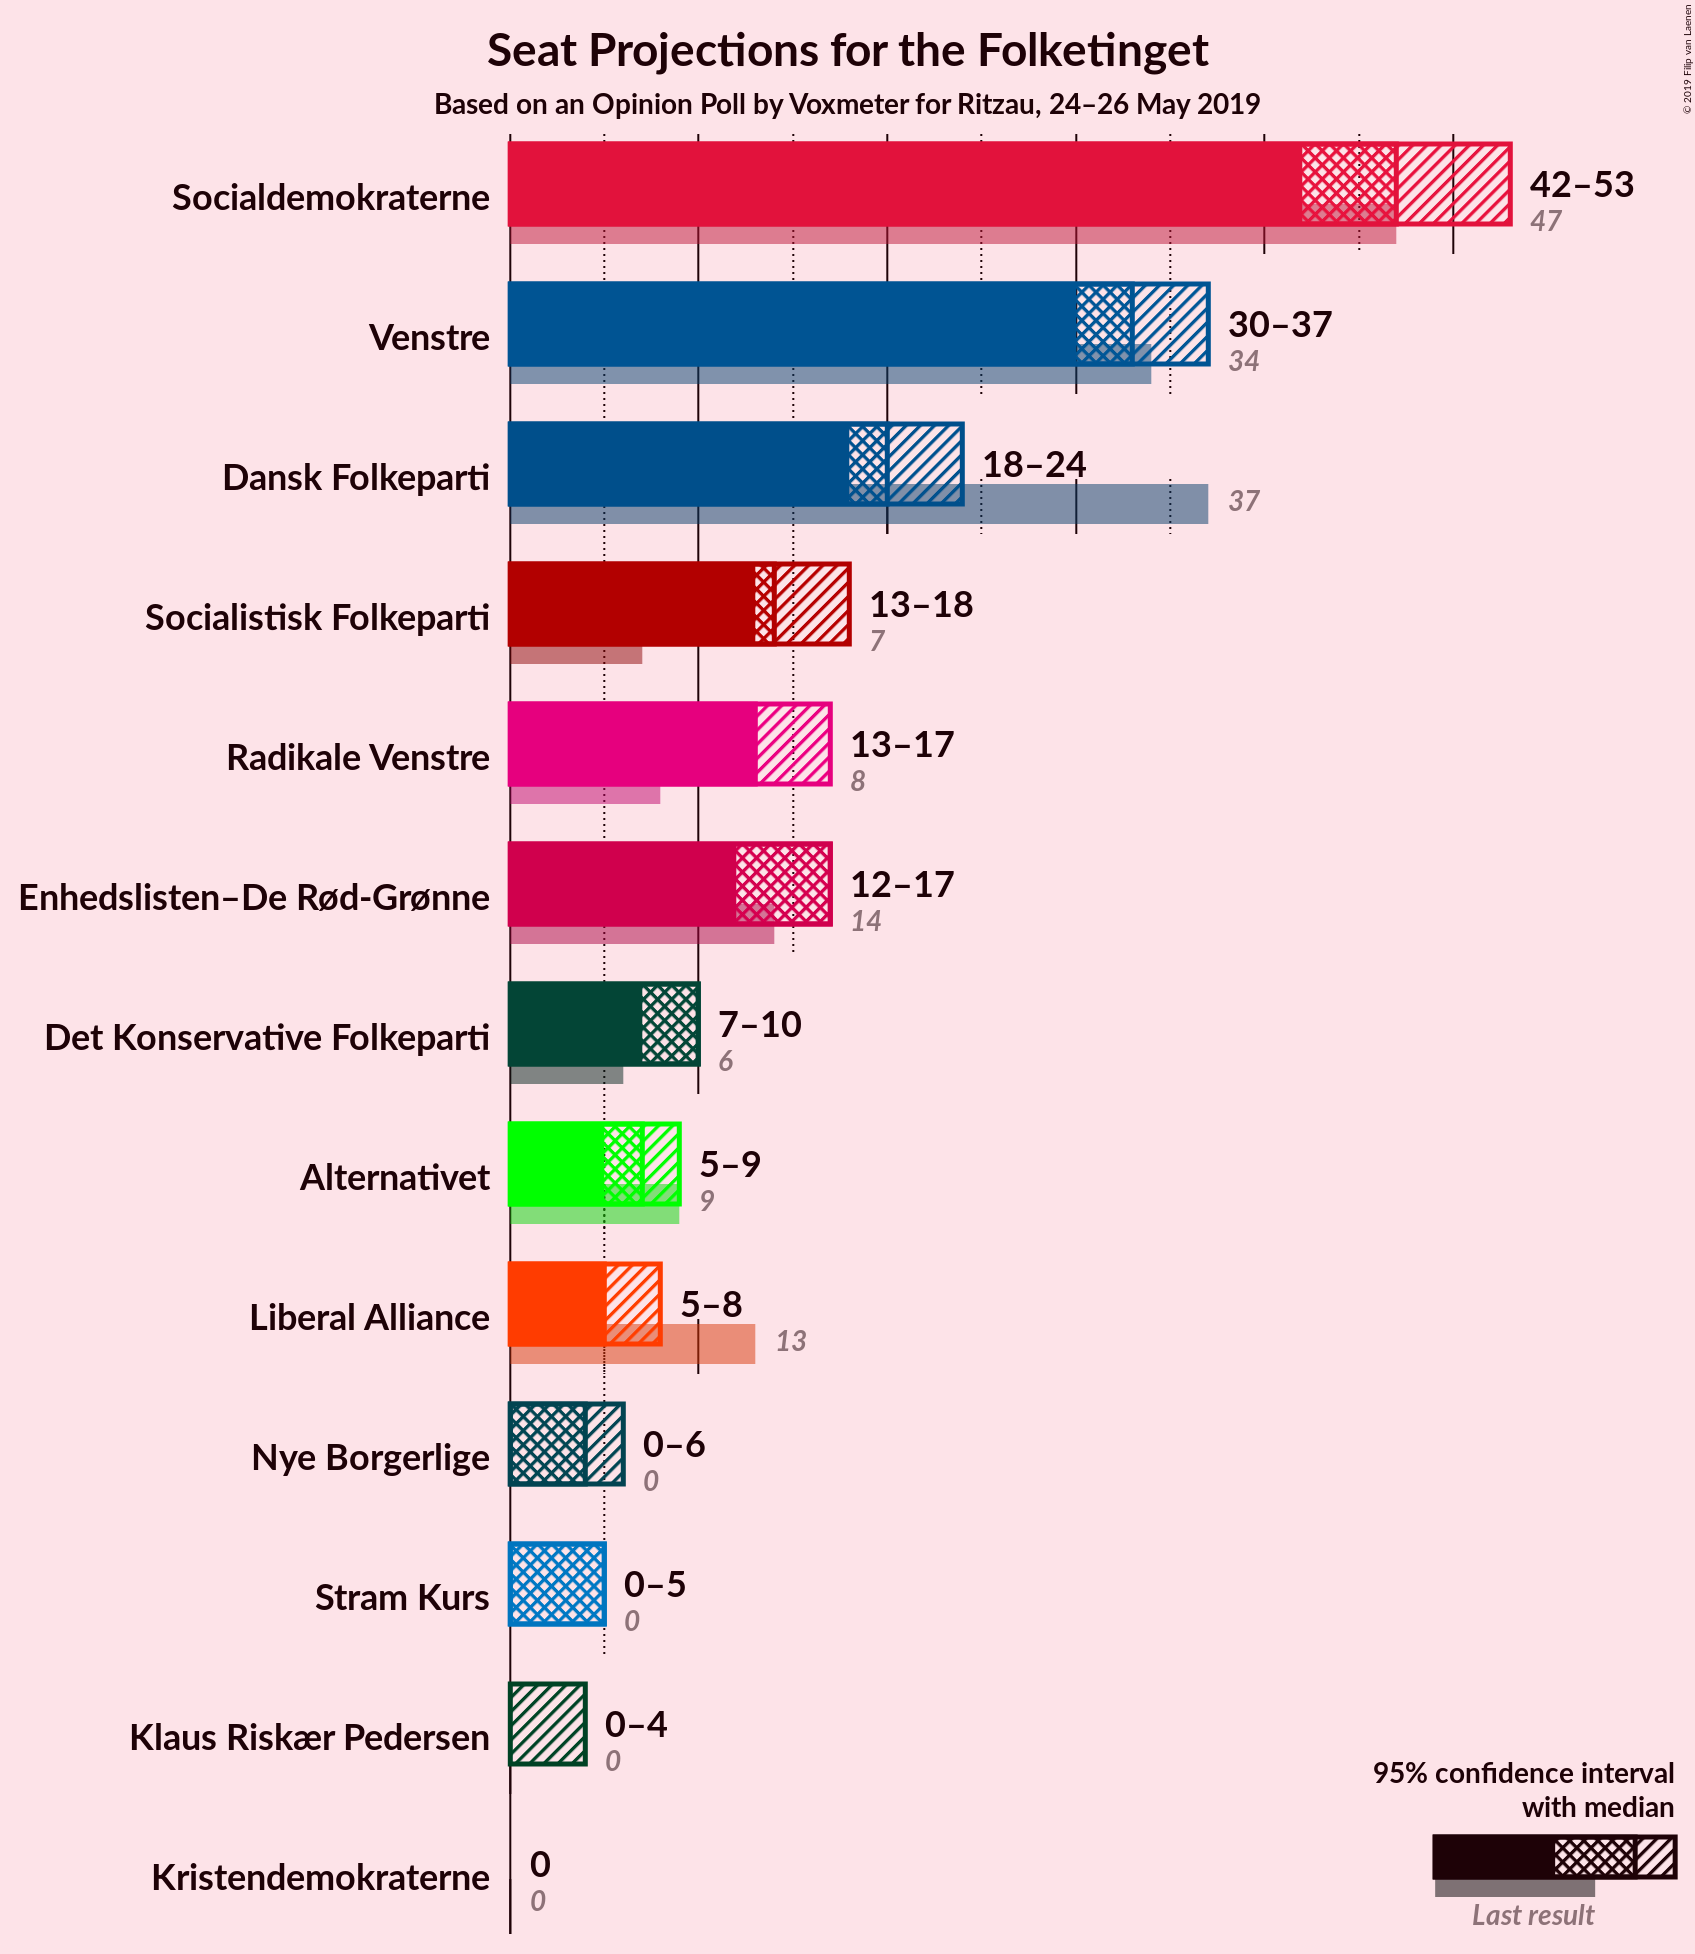 Seat Projections for the Folketinget
Based on an Opinion Poll by Voxmeter for Ritzau, 24–26 May 2019
© 2019 Filip van Laenen
Socialdemokraterne
42–53
47
Venstre
30–37
34
Dansk Folkeparti
18–24
37
Socialistisk Folkeparti
13–18
7
Radikale Venstre
13–17
8
Enhedslisten–De Rød-Grønne
12–17
14
Det Konservative Folkeparti
7–10
6
Alternativet
5–9
9
Liberal Alliance
5–8
13
Nye Borgerlige
0–6
0
Stram Kurs
0–5
0
Klaus Riskær Pedersen
0–4
0
Kristendemokraterne
0
0
95% confidence interval
with median
Last result